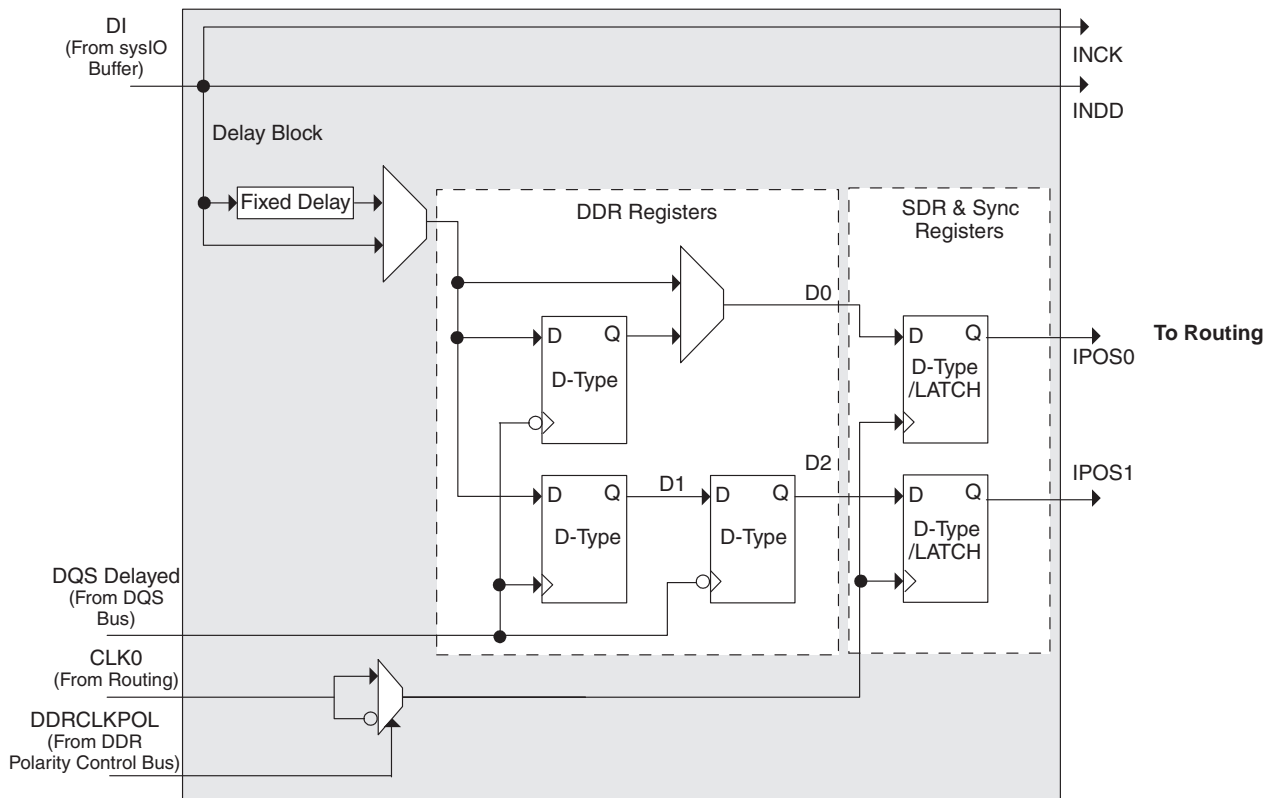 DI
(From sysIO
Buffer)
INCK
INDD
Delay Block
Fixed Delay
DDR Registers
SDR & Sync
Registers
D0
D Q
D-Type
D Q
D-Type
/LATCH
IPOS0
To Routing
D Q
D-Type
D1
D Q
D-Type
D2
D Q
D-Type
/LATCH
IPOS1
DQS Delayed
(From DQS
Bus)
CLK0
(From Routing)
DDRCLKPOL
(From DDR
Polarity Control Bus)